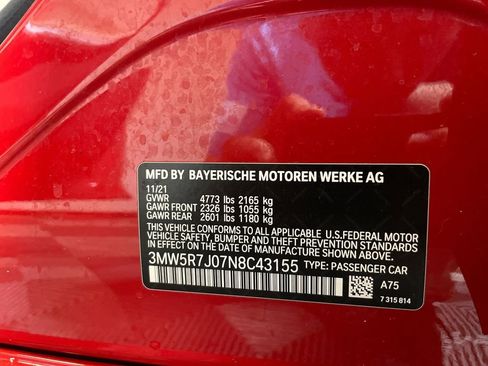 MFD BY BAYERISCHE MOTOREN WERKE AG
11/21
GVWR 4773 lbs 2165 kg
GAWR FRONT 2326 lbs 1055 kg
GAWR REAR 2601 lbs 1180 kg
THIS VEHICLE CONFORMS TO ALL APPLICABLE U.S.FEDERAL MOTOR
VEHICLE SAFETY, BUMPER AND THEFT PREVENTION STANDARDS
IN EFFECT ON THE DATE OF MANUFACTURE SHOWN ABOVE.
3MW5R7J07N8C43155 TYPE: PASSENGER CAR
A75
7 315 814